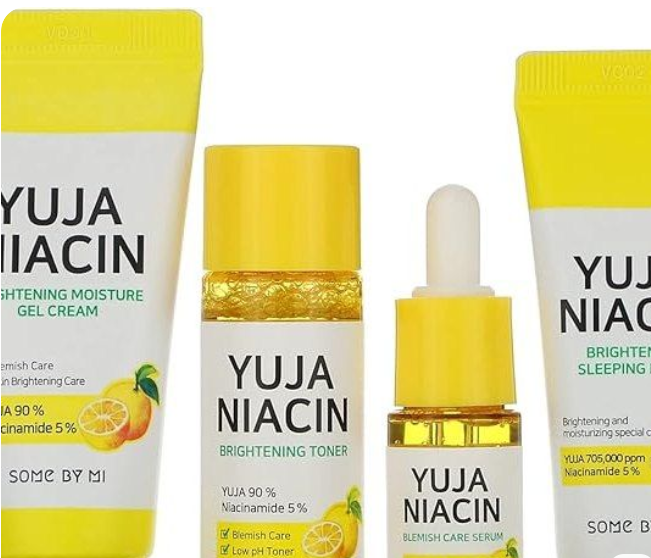 YUJA
NIACIN
BRIGHTENING MOISTURE
GEL CREAM
Blemish Care
Skin Brightening Care
YUJA 90 %
Niacinamide 5 %
SOME BY MI
YUJA
NIACIN
BRIGHTENING TONER
YUJA 90 %
Niacinamide 5 %
Blemish Care
Low pH Toner
YUJA
NIACIN
BLEMISH CARE SERUM
YUJ
NIAC
BRIGHTEN
SLEEPING
Brightening and
moisturizing special c
YUJA 705,000 ppm
Niacinamide 5 %
SOME B